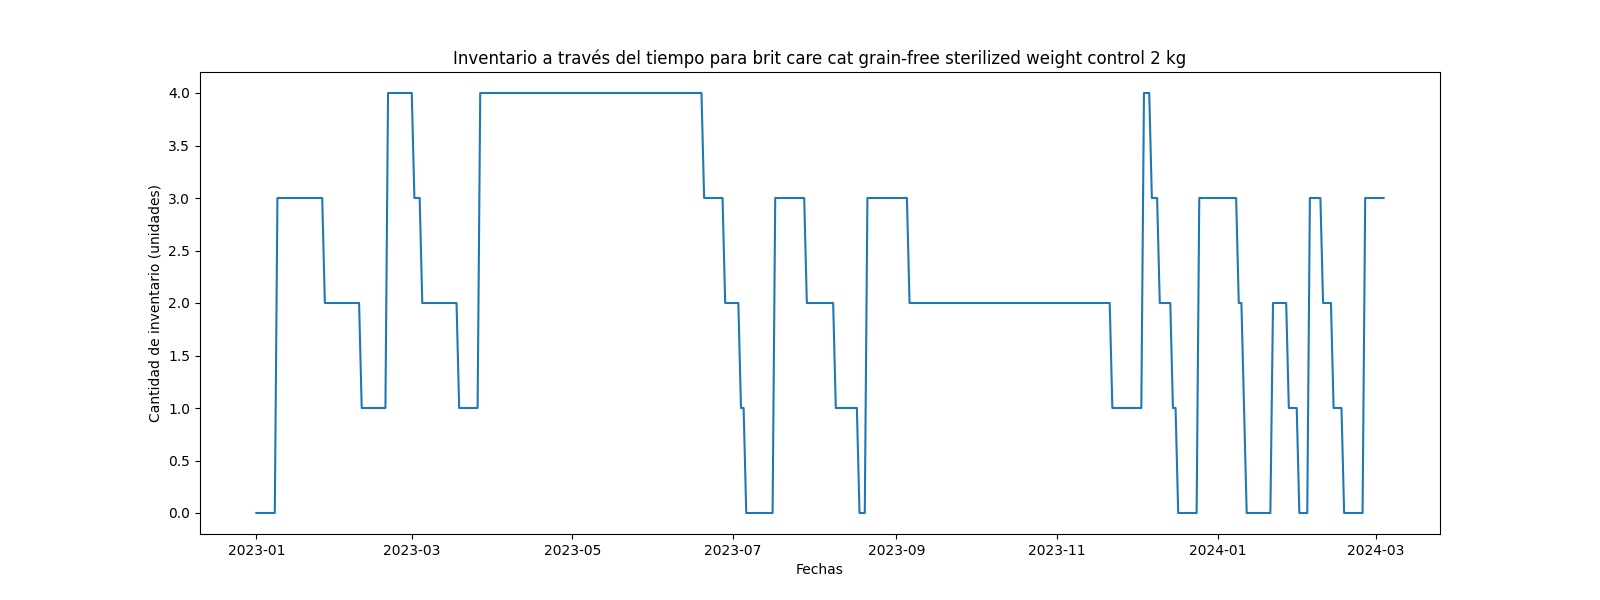 Inventario a través del tiempo para brit care cat grain-free sterilized weight control 2 kg
Cantidad de inventario (unidades)
4.0
3.5
3.0
2.5
2.0
1.5
1.0
0.5
0.0
2023-01 2023-03 2023-05 2023-07 2023-09 2023-11 2024-01 2024-03
Fechas